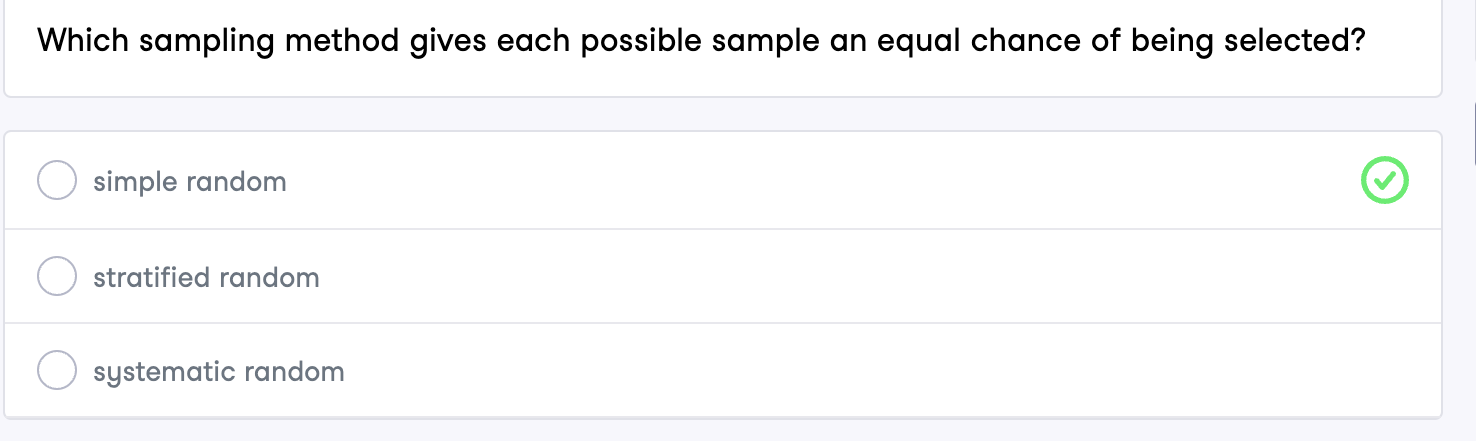 Which sampling method gives each possible sample an equal chance of being selected?
simple random
stratified random
systematic random